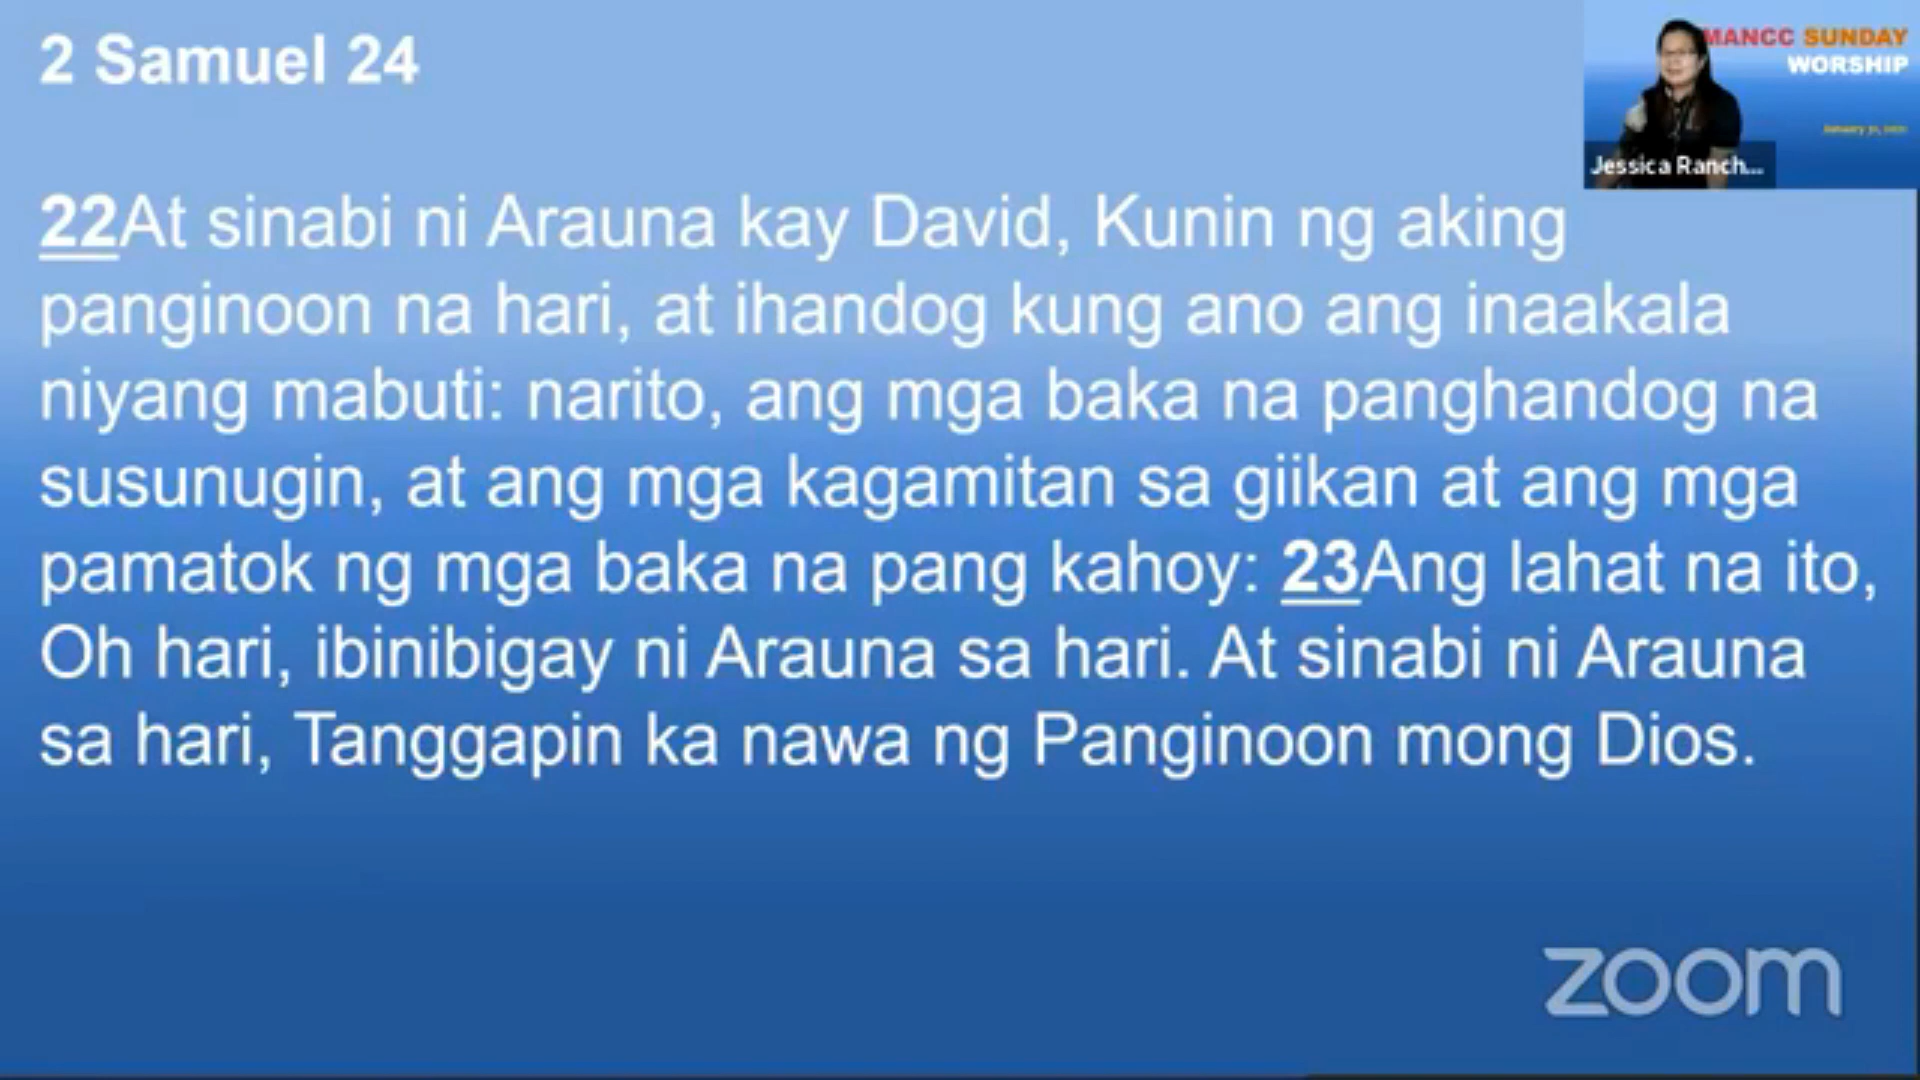 2 Samuel 24
MANCC SUNDAY
WORSHIP
Jessica Ranch...
22At sinabi ni Arauna kay David, Kunin ng aking
panginoon na hari, at ihandog kung ano ang inaakala
niyang mabuti: narito, ang mga baka na panghandog na
susunugin, at ang mga kagamitan sa giikan at ang mga
pamatok ng mga baka na pang kahoy: 23Ang lahat na ito,
Oh hari, ibinibigay ni Arauna sa hari. At sinabi ni Arauna
sa hari, Tanggapin ka nawa ng Panginoon mong Dios.
zoom